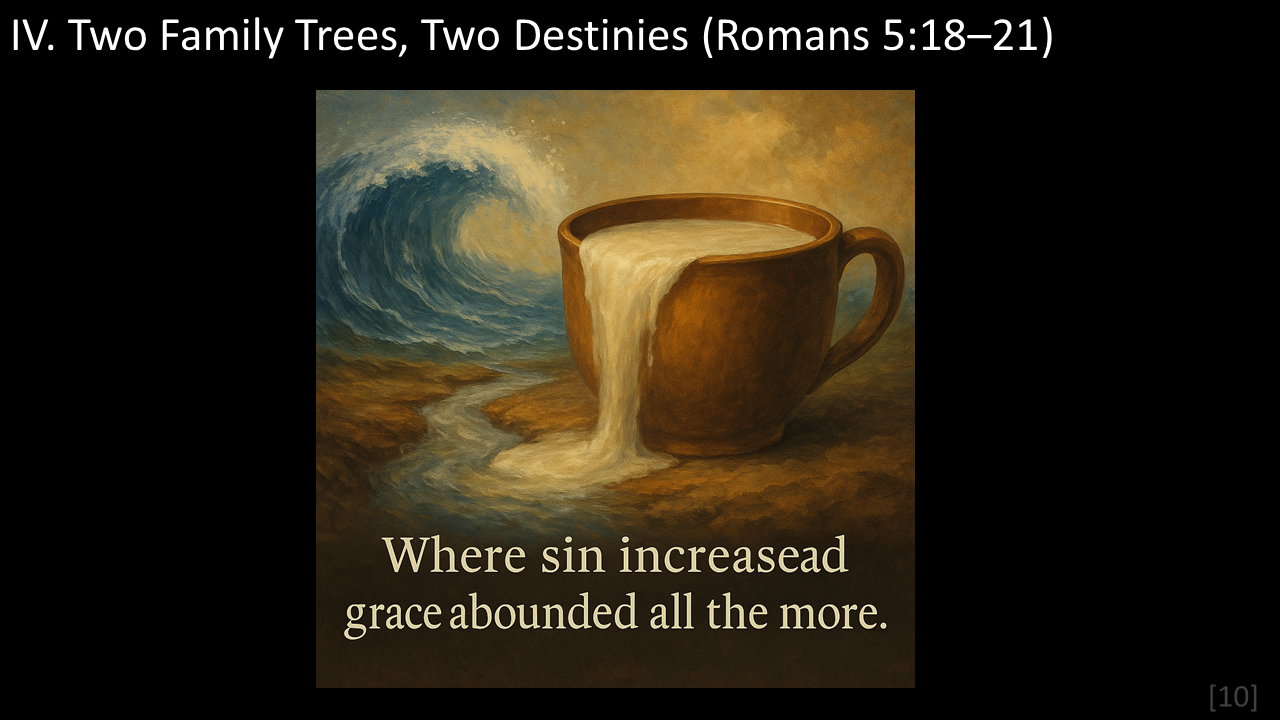 IV. Two Family Trees, Two Destinies (Romans 5:18–21)
Where sin increasead
grace abounded all the more.
[10]